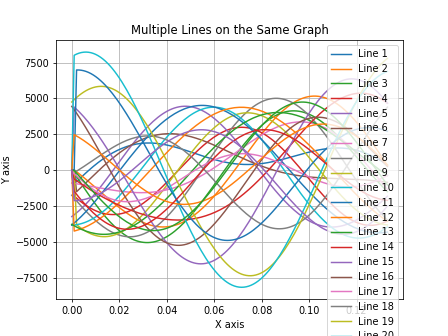 Multiple Lines on the Same Graph
Y axis
7500
5000
2500
0
−2500
−5000
−7500
0.00
0.02
0.04
0.06
0.08
0.10
X axis
Line 1
Line 2
Line 3
Line 4
Line 5
Line 6
Line 7
Line 8
Line 9
Line 10
Line 11
Line 12
Line 13
Line 14
Line 15
Line 16
Line 17
Line 18
Line 19
Line 20